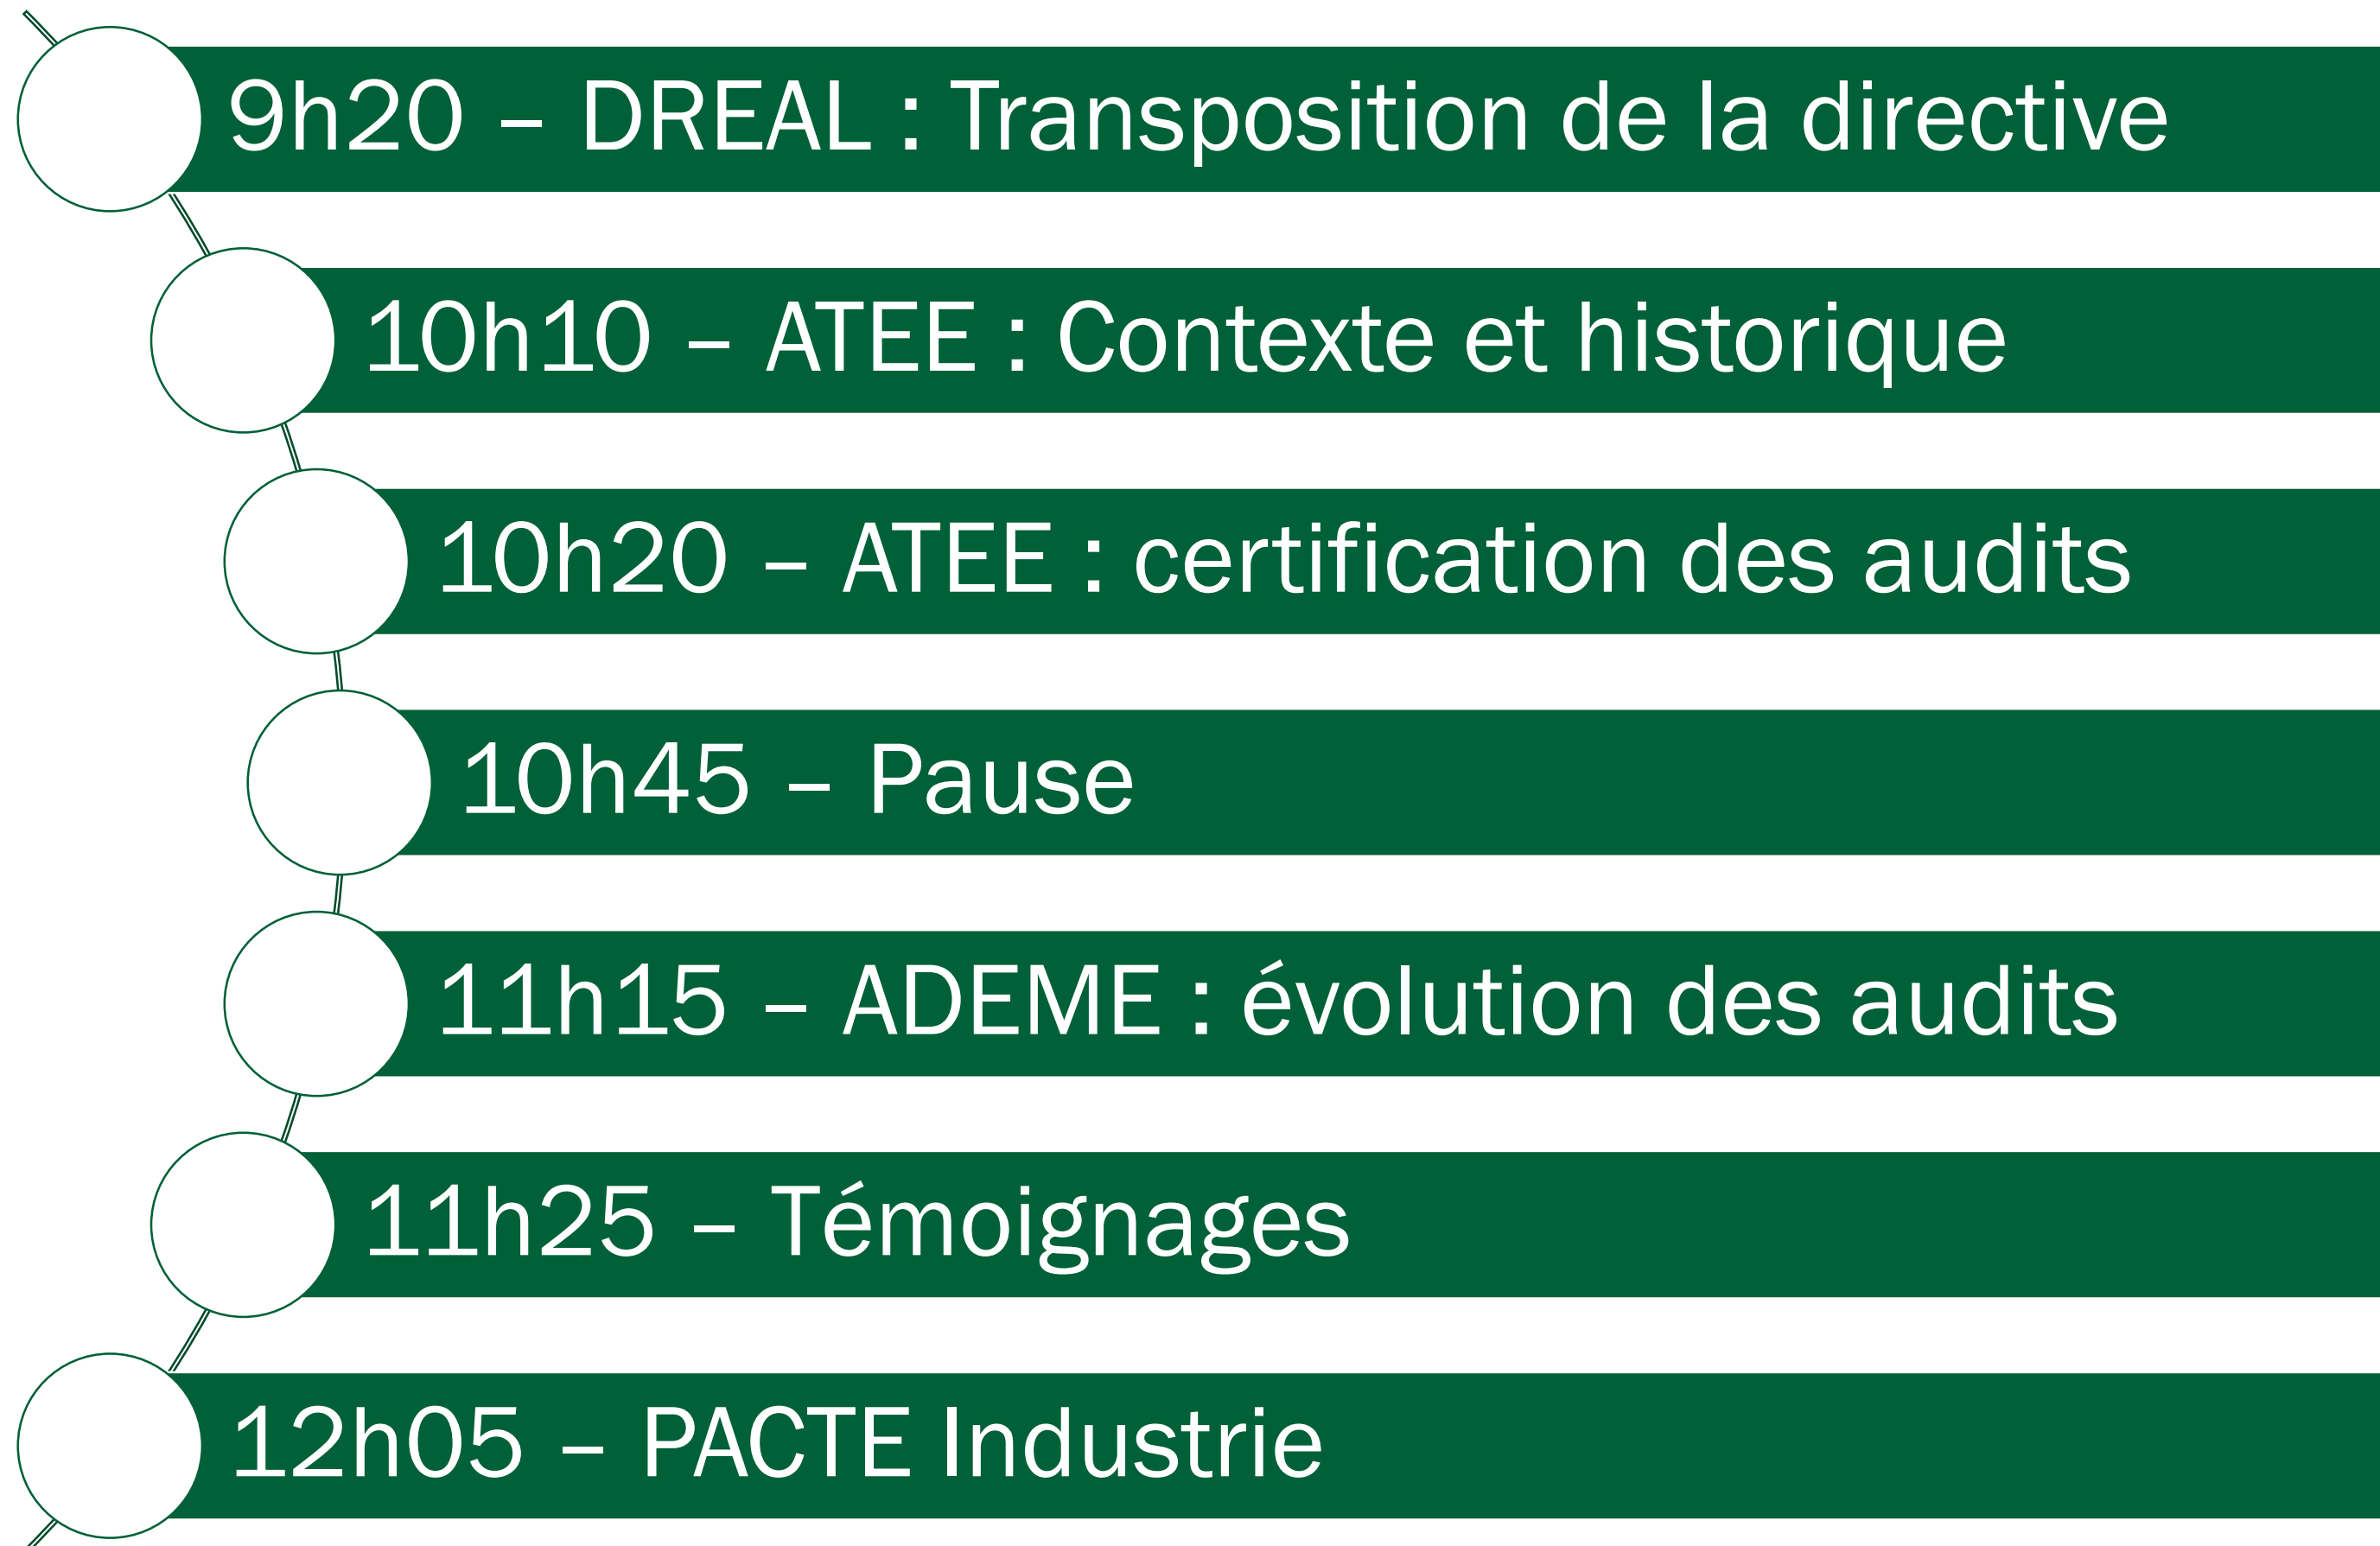 9h20 – DREAL : Transposition de la directive
10h10 – ATEE : Contexte et historique
10h20 – ATEE : certification des audits
10h45 – Pause
11h15 – ADEME : évolution des audits
11h25 – Témoignages
12h05 – PACTE Industrie